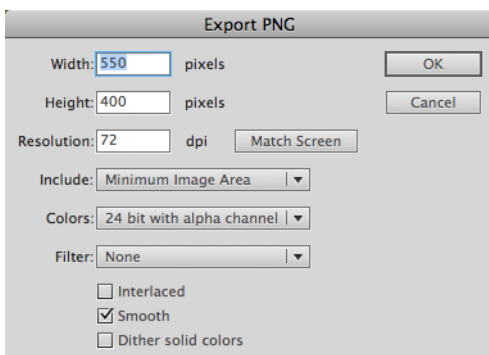 Export PNG
Width: 550 pixels OK
Height: 400 pixels Cancel
Resolution: 72 dpi Match Screen
Include: Minimum Image Area
Colors: 24 bit with alpha channel
Filter: None
Interlaced
Smooth
Dither solid colors